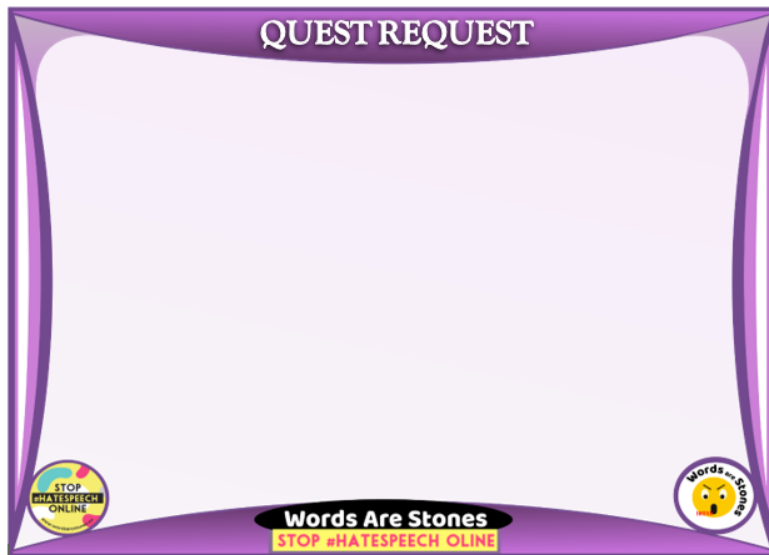 QUEST REQUEST
STOP
#HATESPEECH
ONLINE
Words are Stones
Words Are Stones
STOP #HATESPEECH OLINE